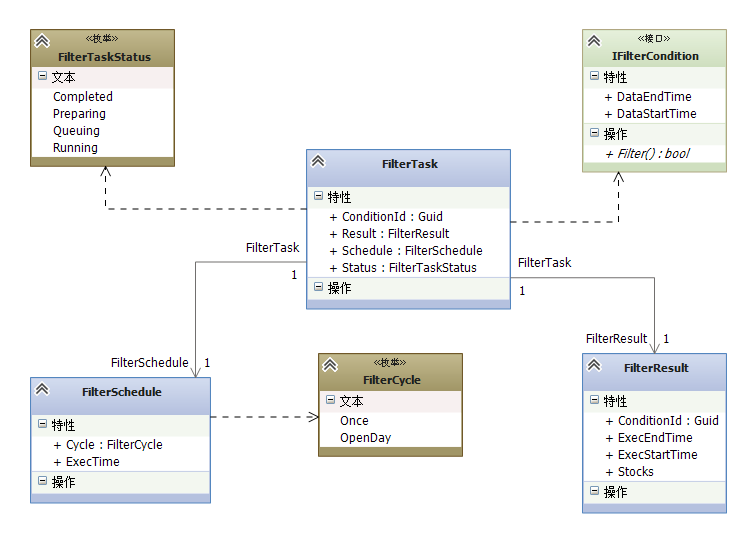 «枚举»
FilterTaskStatus
文本
Completed
Preparing
Queuing
Running
«接口»
IFilterCondition
特性
+ DataEndTime
+ DataStartTime
操作
+ Filter() : bool
FilterTask
特性
+ ConditionId : Guid
+ Result : FilterResult
+ Schedule : FilterSchedule
+ Status : FilterTaskStatus
操作
FilterTask
1
FilterTask
1
FilterSchedule
1
FilterResult
1
FilterSchedule
特性
+ Cycle : FilterCycle
+ ExecTime
操作
«枚举»
FilterCycle
文本
Once
OpenDay
FilterResult
特性
+ ConditionId : Guid
+ ExecEndTime
+ ExecStartTime
+ Stocks
操作